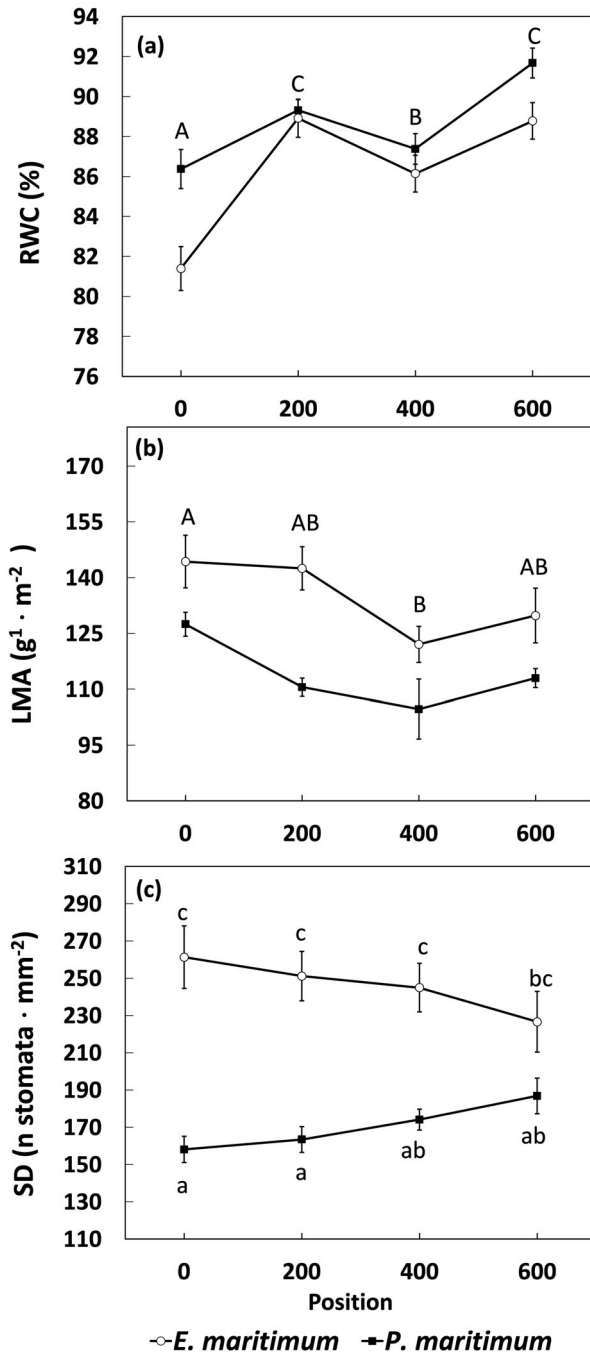 94
(a)
C
92
90
C
A
B
88
86
RWC (%)
84
82
80
78
76
0 200 400 600
(b)
170
A
AB
155
AB
140
B
LMA (g¹ · m⁻²)
125
110
95
80
0 200 400 600
310
(c)
290
c
c
c
270
bc
250
230
SD (n stomata · mm⁻²)
210
190
170
150
a
a
ab
ab
130
110
0 200 400 600
Position
E. maritimum P. maritimum